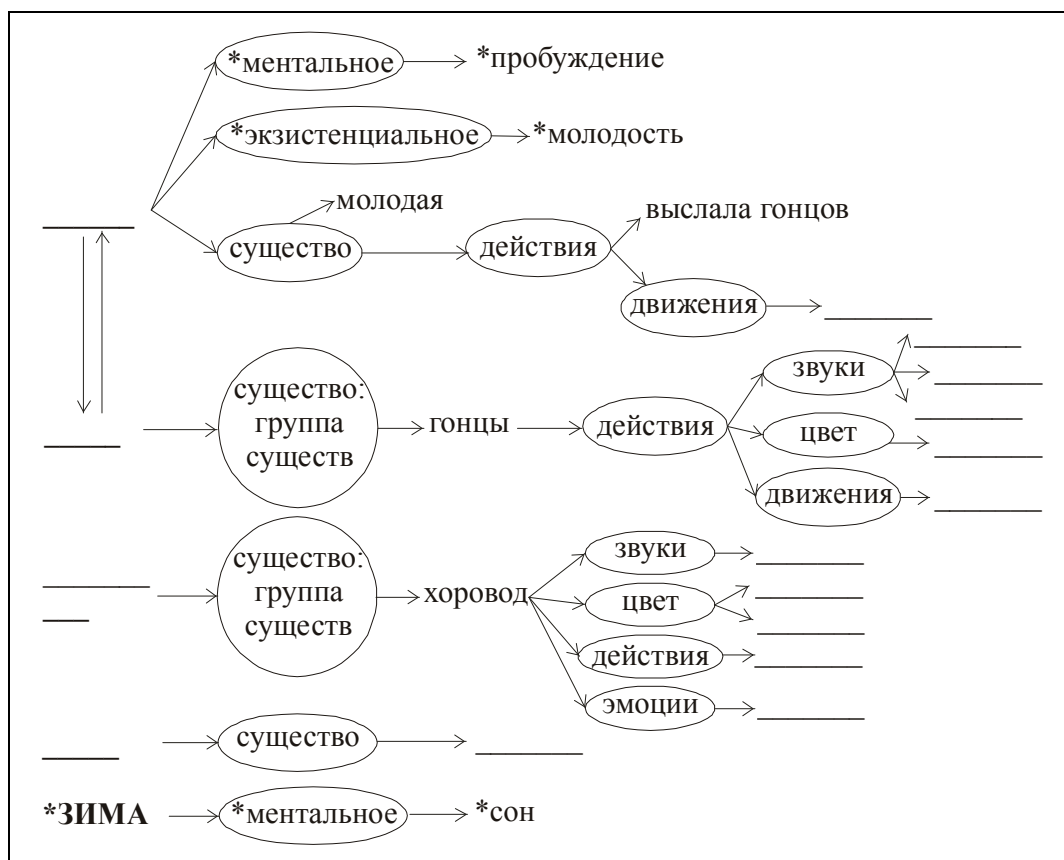 *ментальное *пробуждение
*экзистенциальное *молодость
молодая
выслала гонцов
существо действия
движения
существо: группа существ гонцы действия
звуки
цвет
движения
существо: группа существ хоровод
звуки
цвет
действия
эмоции
существо
*ЗИМА *ментальное *сон